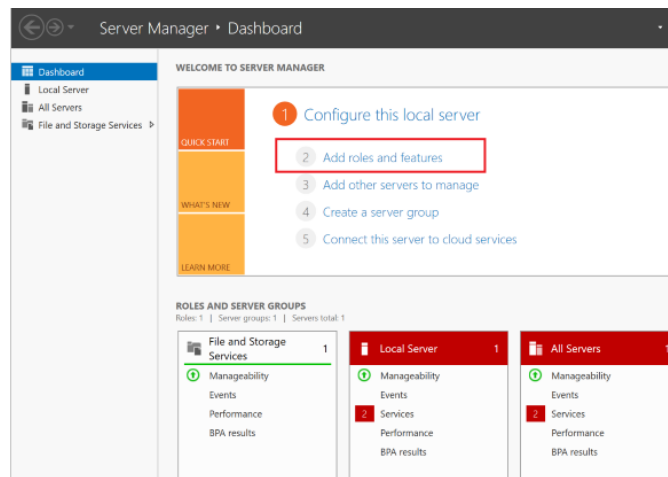 Server Manager • Dashboard
Dashboard
Local Server
All Servers
File and Storage Services
WELCOME TO SERVER MANAGER
QUICK START
WHAT'S NEW
LEARN MORE
1 Configure this local server
2 Add roles and features
3 Add other servers to manage
4 Create a server group
5 Connect this server to cloud services
ROLES AND SERVER GROUPS
Roles: 1 | Server groups: 1 | Servers total: 1
File and Storage
Services 1
Manageability
Events
Performance
BPA results
Local Server 1
Manageability
Events
2 Services
Performance
BPA results
All Servers 1
Manageability
Events
2 Services
Performance
BPA results